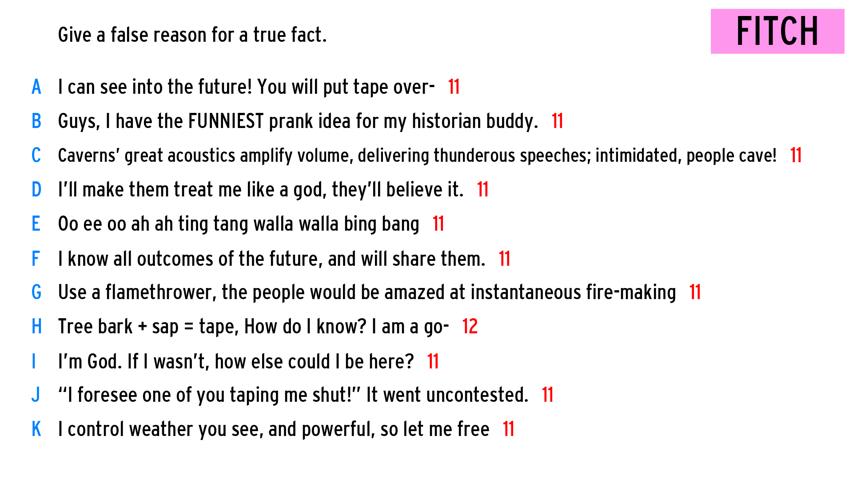 Give a false reason for a true fact.
FITCH
A I can see into the future! You will put tape over- 11
B Guys, I have the FUNNIEST prank idea for my historian buddy. 11
C Caverns’ great acoustics amplify volume, delivering thunderous speeches; intimidated, people cave! 11
D I’ll make them treat me like a god, they’ll believe it. 11
E Oo ee oo ah ah ting tang walla walla bing bang 11
F I know all outcomes of the future, and will share them. 11
G Use a flamethrower, the people would be amazed at instantaneous fire-making 11
H Tree bark + sap = tape, How do I know? I am a go- 12
I I’m God. If I wasn’t, how else could I be here? 11
J “I foresee one of you taping me shut!” It went uncontested. 11
K I control weather you see, and powerful, so let me free 11